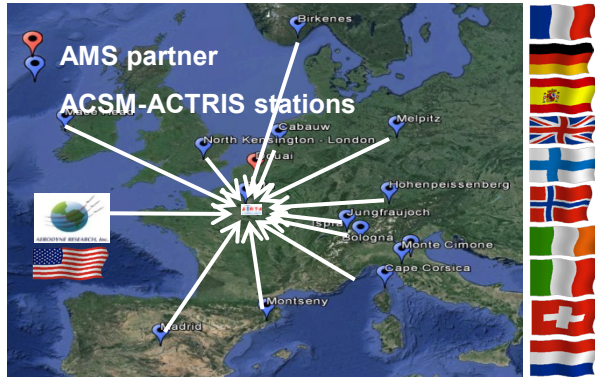 Birkenes
AMS partner
ACSM-ACTRIS stations
Mace Head
Cabauw
Melpitz
North Kensington - London
Douai
Hohenpeissenberg
Jungfraujoch
Ispra
Bologna
Monte Cimone
AERODYNE RESEARCH, Inc.
Cape Corsica
Montseny
Madrid